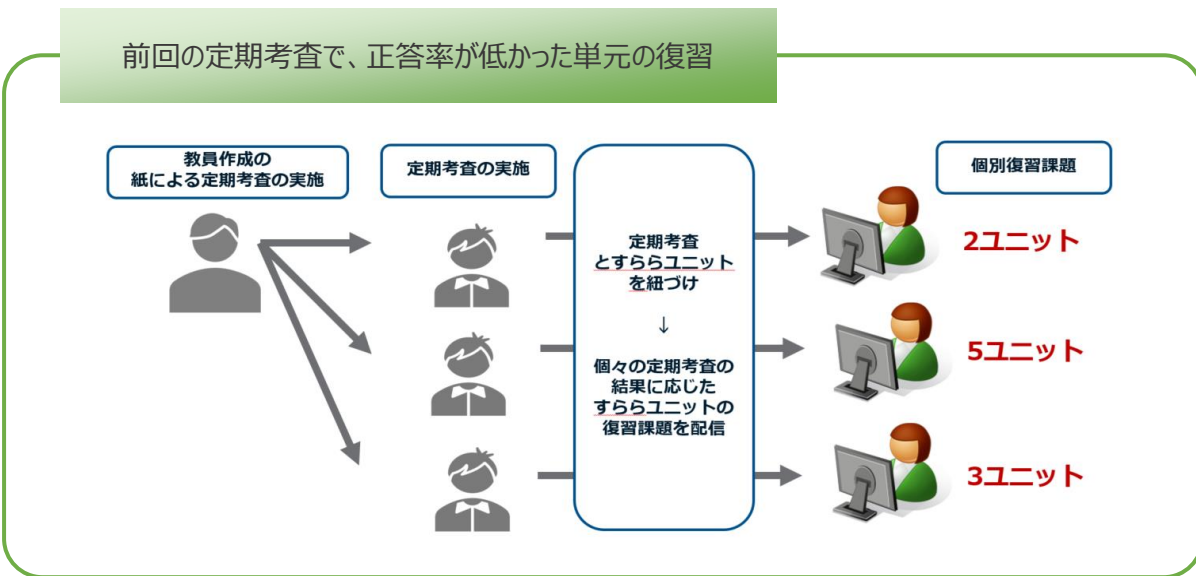 前回の定期考査で、正答率が低かった単元の復習
教員作成の
紙による定期考査の実施
定期考査の実施
定期考査
とすららユニット
を紐づけ
↓
個々の定期考査の
結果に応じた
すららユニットの
復習課題を配信
個別復習課題
2ユニット
5ユニット
3ユニット